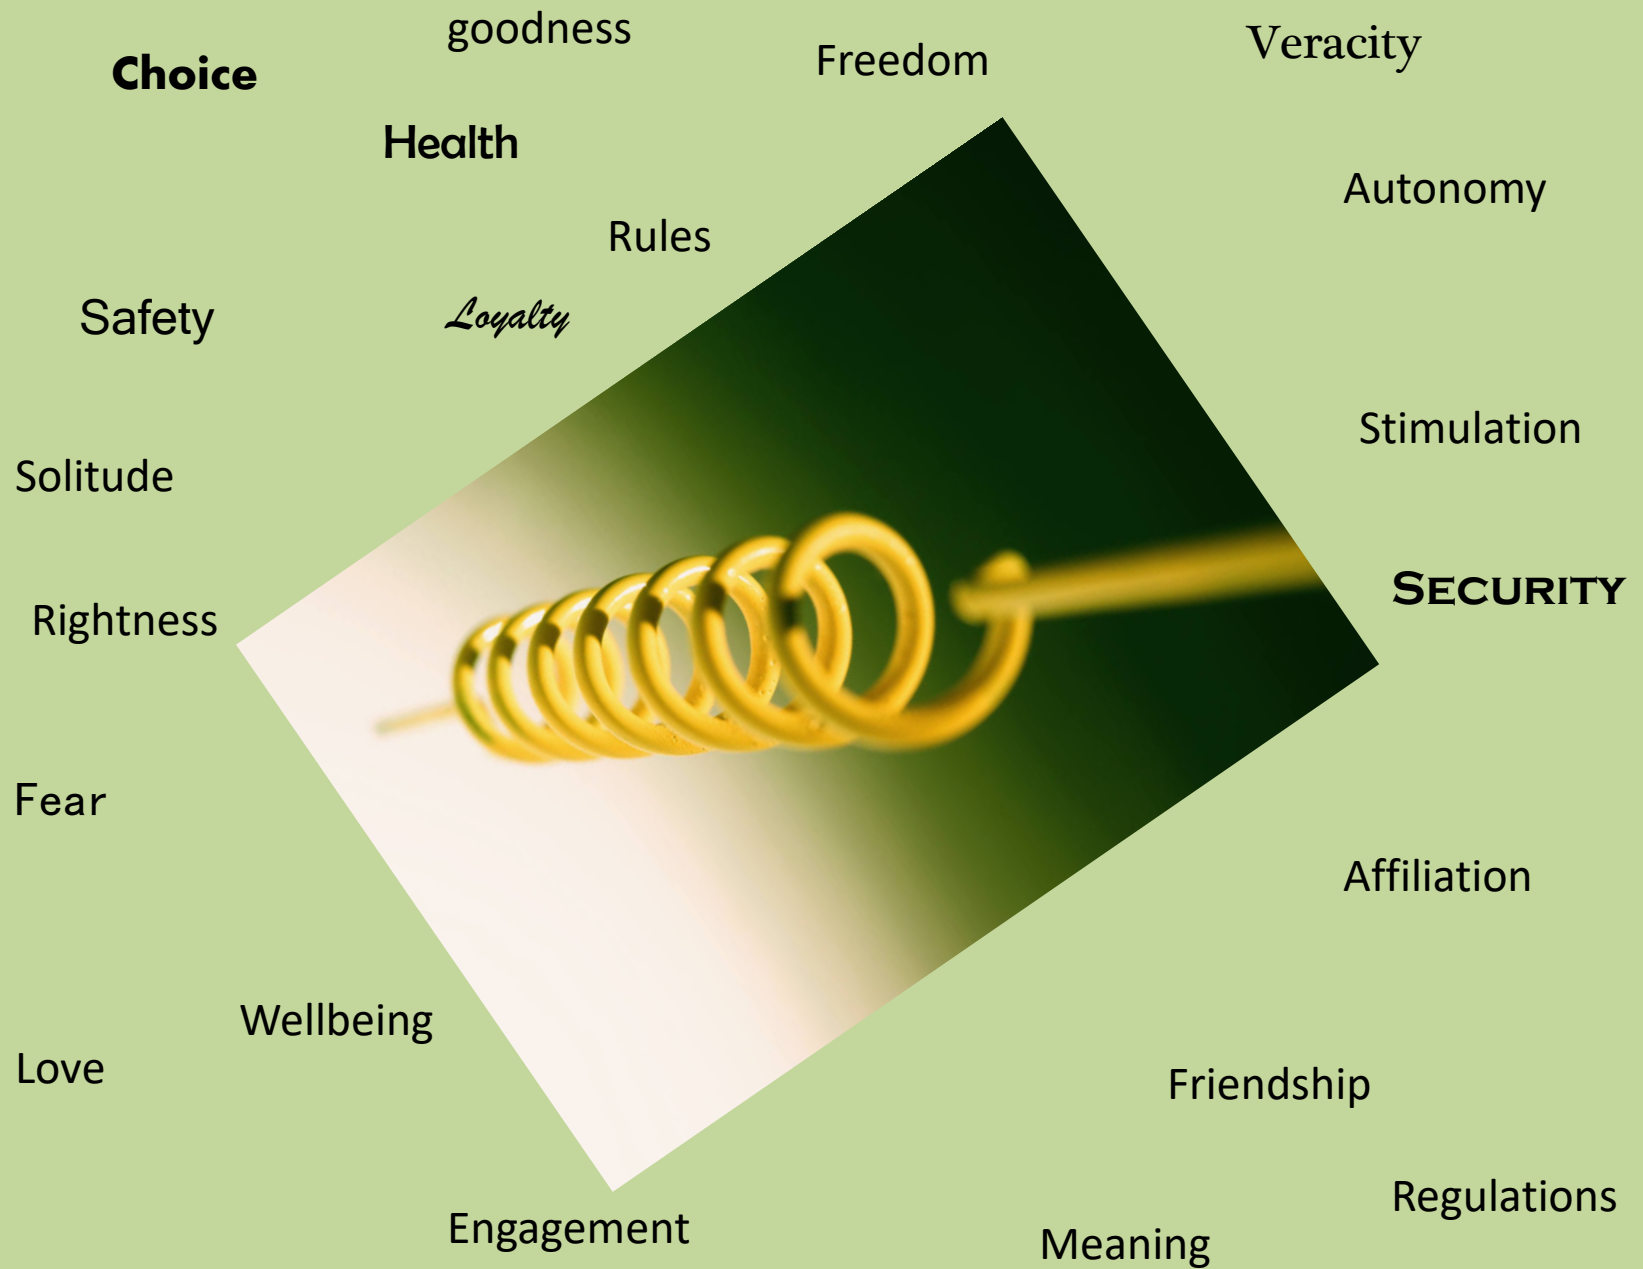 goodness
Veracity
Freedom
Choice
Health
Autonomy
Rules
Safety
Loyalty
Stimulation
Solitude
SECURITY
Rightness
Fear
Affiliation
Wellbeing
Love
Friendship
Regulations
Engagement
Meaning